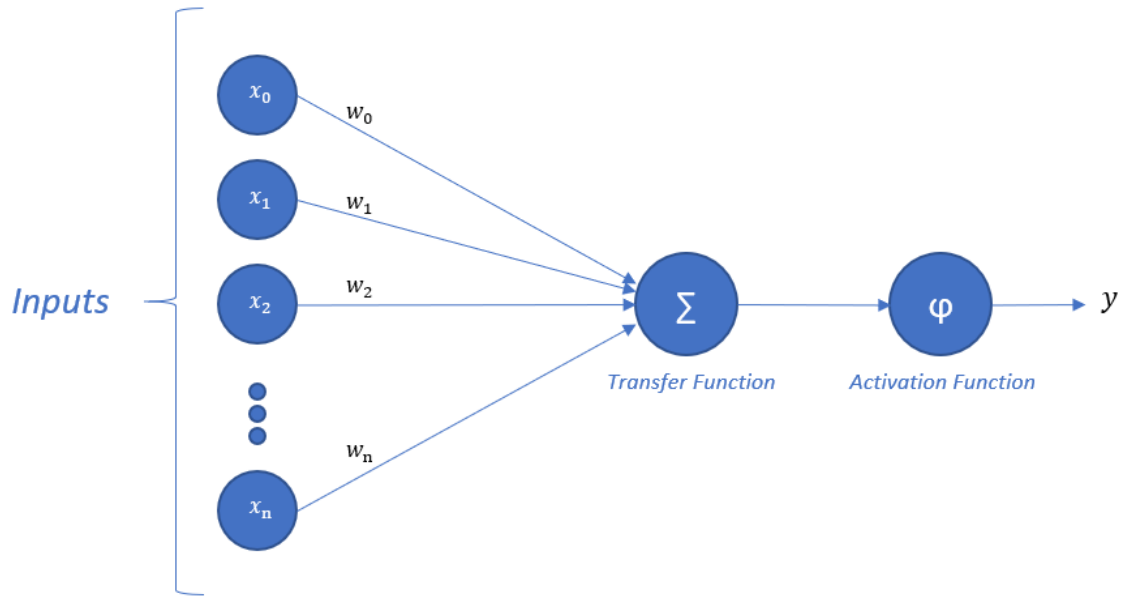 x₀
w₀
x₁
w₁
Inputs
x₂
w₂
∑
φ
y
Transfer Function
Activation Function
wₙ
xₙ